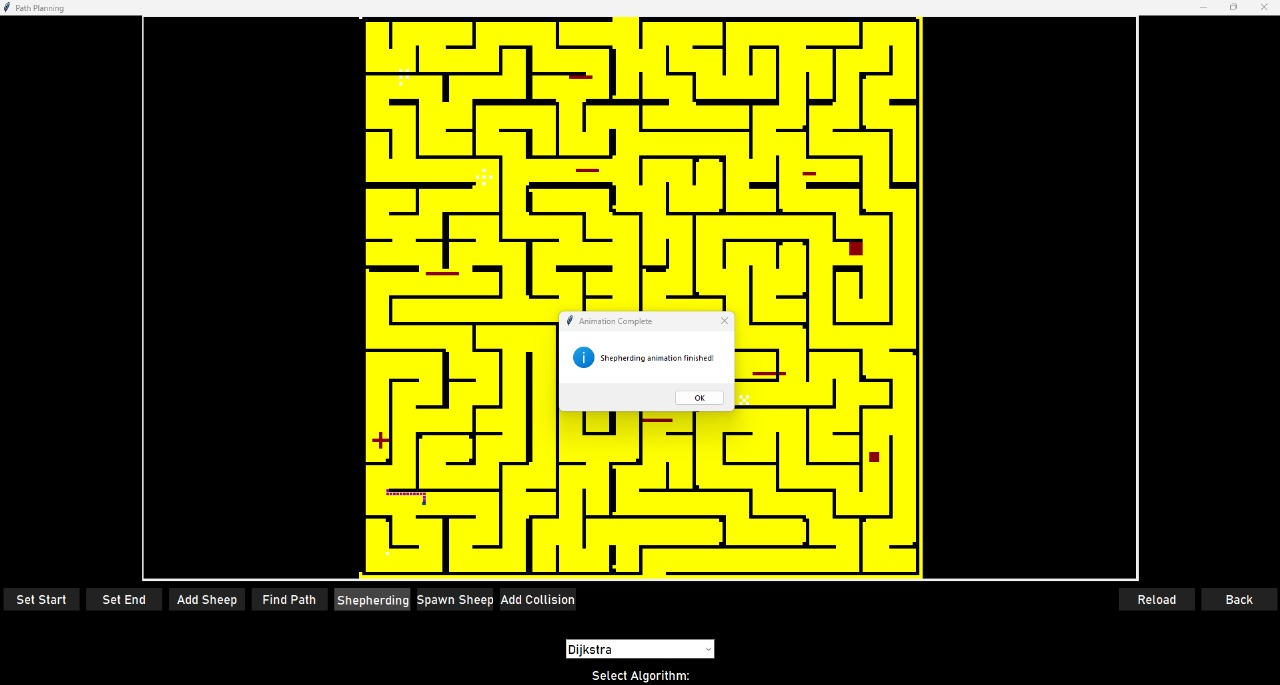 Path Planning
Animation Complete
Shepherding animation finished!
OK
Set Start
Set End
Add Sheep
Find Path
Shepherding
Spawn Sheep
Add Collision
Reload
Back
Dijkstra
Select Algorithm: